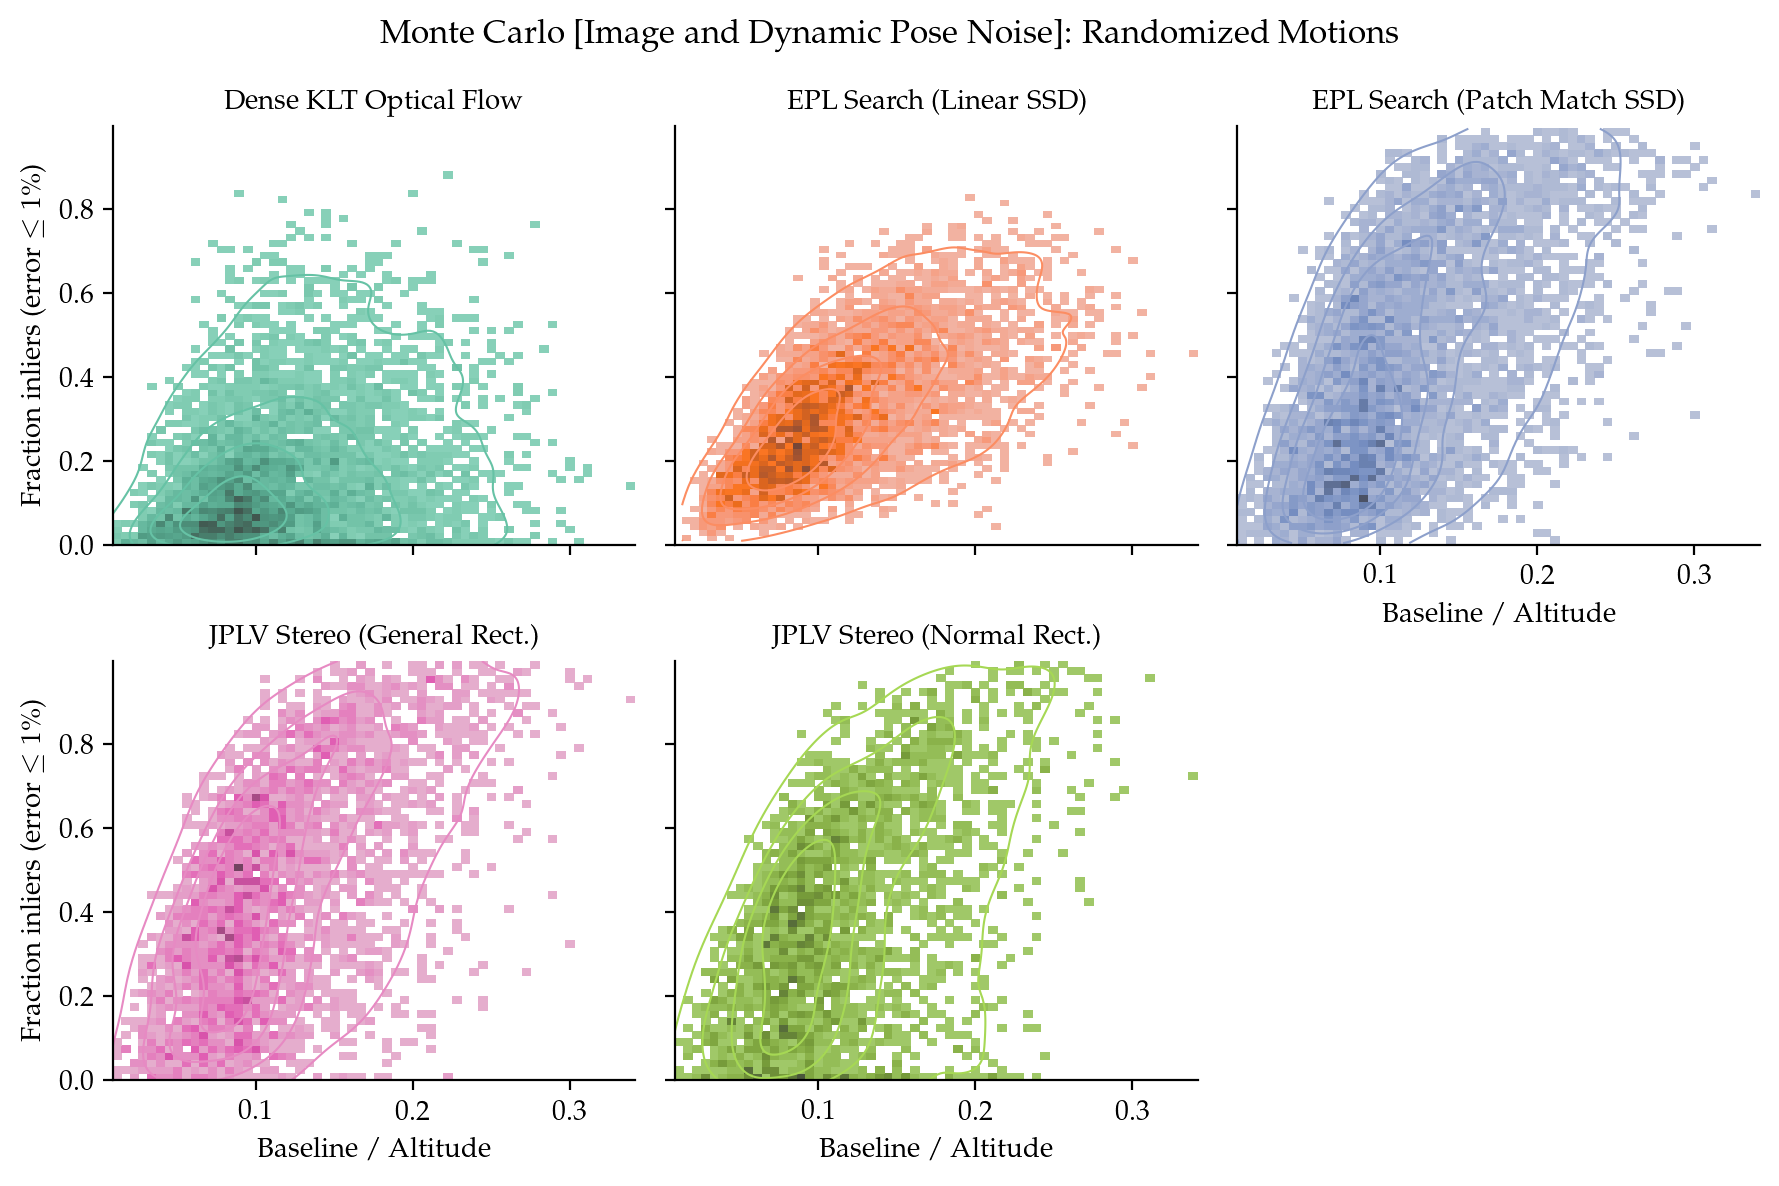 Monte Carlo [Image and Dynamic Pose Noise]: Randomized Motions
Dense KLT Optical Flow
EPL Search (Linear SSD)
EPL Search (Patch Match SSD)
Fraction inliers (error ≤ 1%)
0.8
0.6
0.4
0.2
0.0
0.1 0.2 0.3
Baseline / Altitude
JPLV Stereo (General Rect.)
JPLV Stereo (Normal Rect.)
Fraction inliers (error ≤ 1%)
0.8
0.6
0.4
0.2
0.0
0.1 0.2 0.3
Baseline / Altitude
0.1 0.2 0.3
Baseline / Altitude